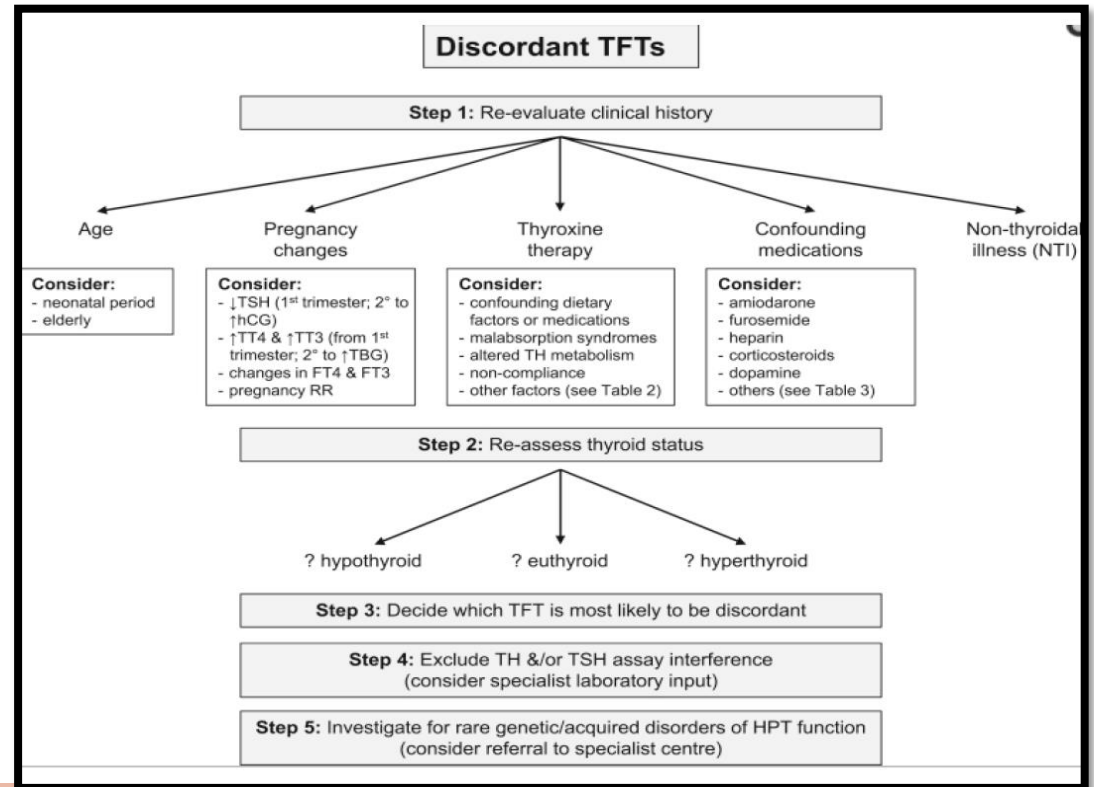 Discordant TFTs
Step 1: Re-evaluate clinical history
Age
Pregnancy
changes
Thyroxine
therapy
Confounding
medications
Non-thyroidal
illness (NTI)
Consider:
- neonatal period
- elderly
Consider:
- ↓TSH (1st trimester; 2° to
↑hCG)
- ↑TT4 & ↑TT3 (from 1st
trimester; 2° to ↑TBG)
- changes in FT4 & FT3
- pregnancy RR
Consider:
- confounding dietary
factors or medications
- malabsorption syndromes
- altered TH metabolism
- non-compliance
- other factors (see Table 2)
Consider:
- amiodarone
- furosemide
- heparin
- corticosteroids
- dopamine
- others (see Table 3)
Step 2: Re-assess thyroid status
? hypothyroid
? euthyroid
? hyperthyroid
Step 3: Decide which TFT is most likely to be discordant
Step 4: Exclude TH &/or TSH assay interference
(consider specialist laboratory input)
Step 5: Investigate for rare genetic/acquired disorders of HPT function
(consider referral to specialist centre)